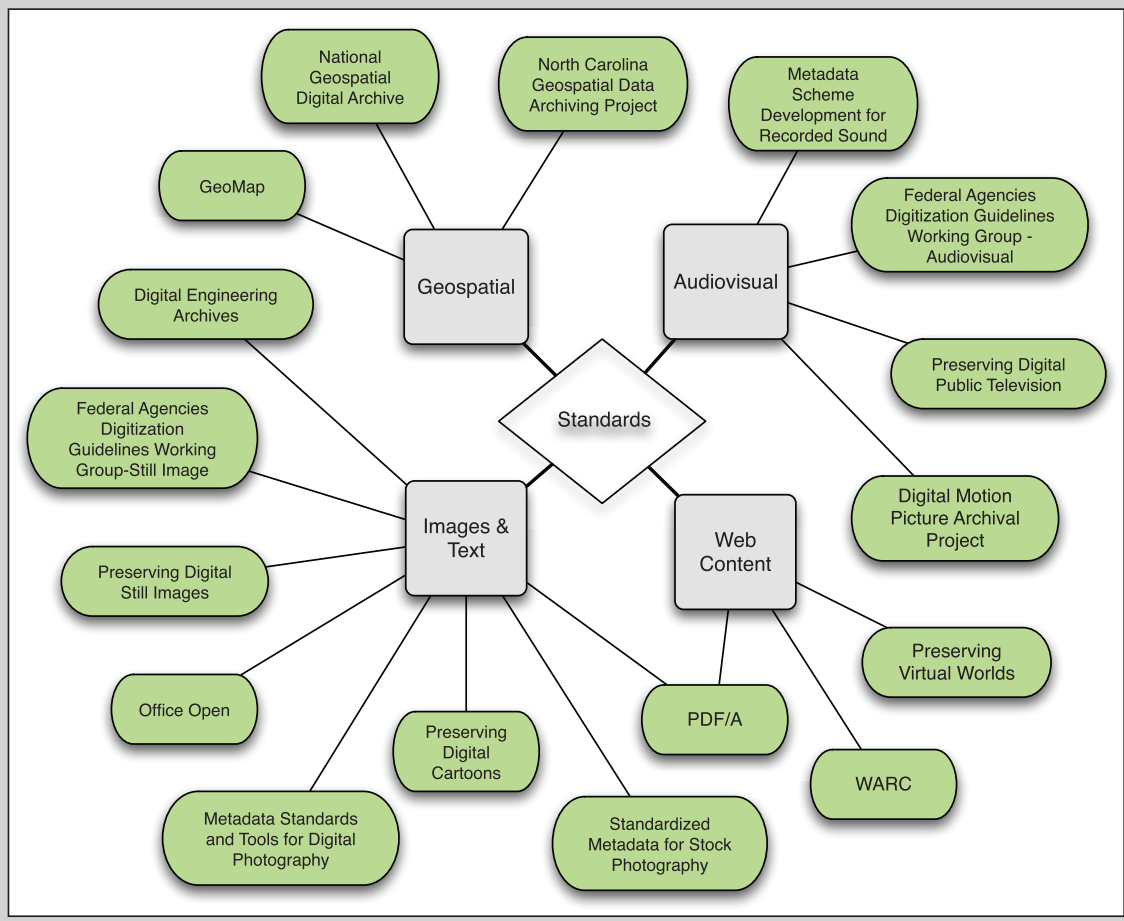 National
Geospatial
Digital Archive
North Carolina
Geospatial Data
Archiving Project
Metadata
Scheme
Development for
Recorded Sound
GeoMap
Federal Agencies
Digitization Guidelines
Working Group -
Audiovisual
Geospatial
Audiovisual
Digital Engineering
Archives
Preserving Digital
Public Television
Standards
Federal Agencies
Digitization
Guidelines Working
Group-Still Image
Digital Motion
Picture Archival
Project
Images &
Text
Web
Content
Preserving Digital
Still Images
Preserving
Virtual Worlds
Office Open
PDF/A
Preserving
Digital
Cartoons
WARC
Metadata Standards
and Tools for Digital
Photography
Standardized
Metadata for Stock
Photography